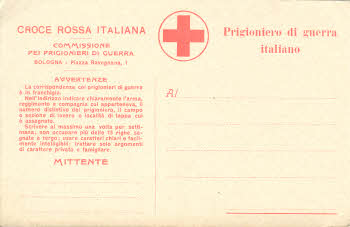 CROCE ROSSA ITALIANA
COMMISSIONE
PEI PRIGIONIERI DI GUERRA
BOLOGNA - Piazza Ravegnana, 1
AVVERTENZE
La corrispondenza coi prigionieri di guerra
è in franchigia.
Nell'indirizzo indicare chiaramente l'arma,
reggimento e compagnia cui apparteneva, il
numero distintivo del prigioniero, il campo
o sezione di lavoro e località di tappa cui
è assegnato.
Scrivere al massimo una volta per setti-
mana, non occupare più delle 15 righe se-
gnate a tergo; usare caratteri chiari e facil-
mente intelligibili; trattare solo argomenti
di carattere privato e famigliare.
MITTENTE
Prigioniero di guerra
italiano
Al